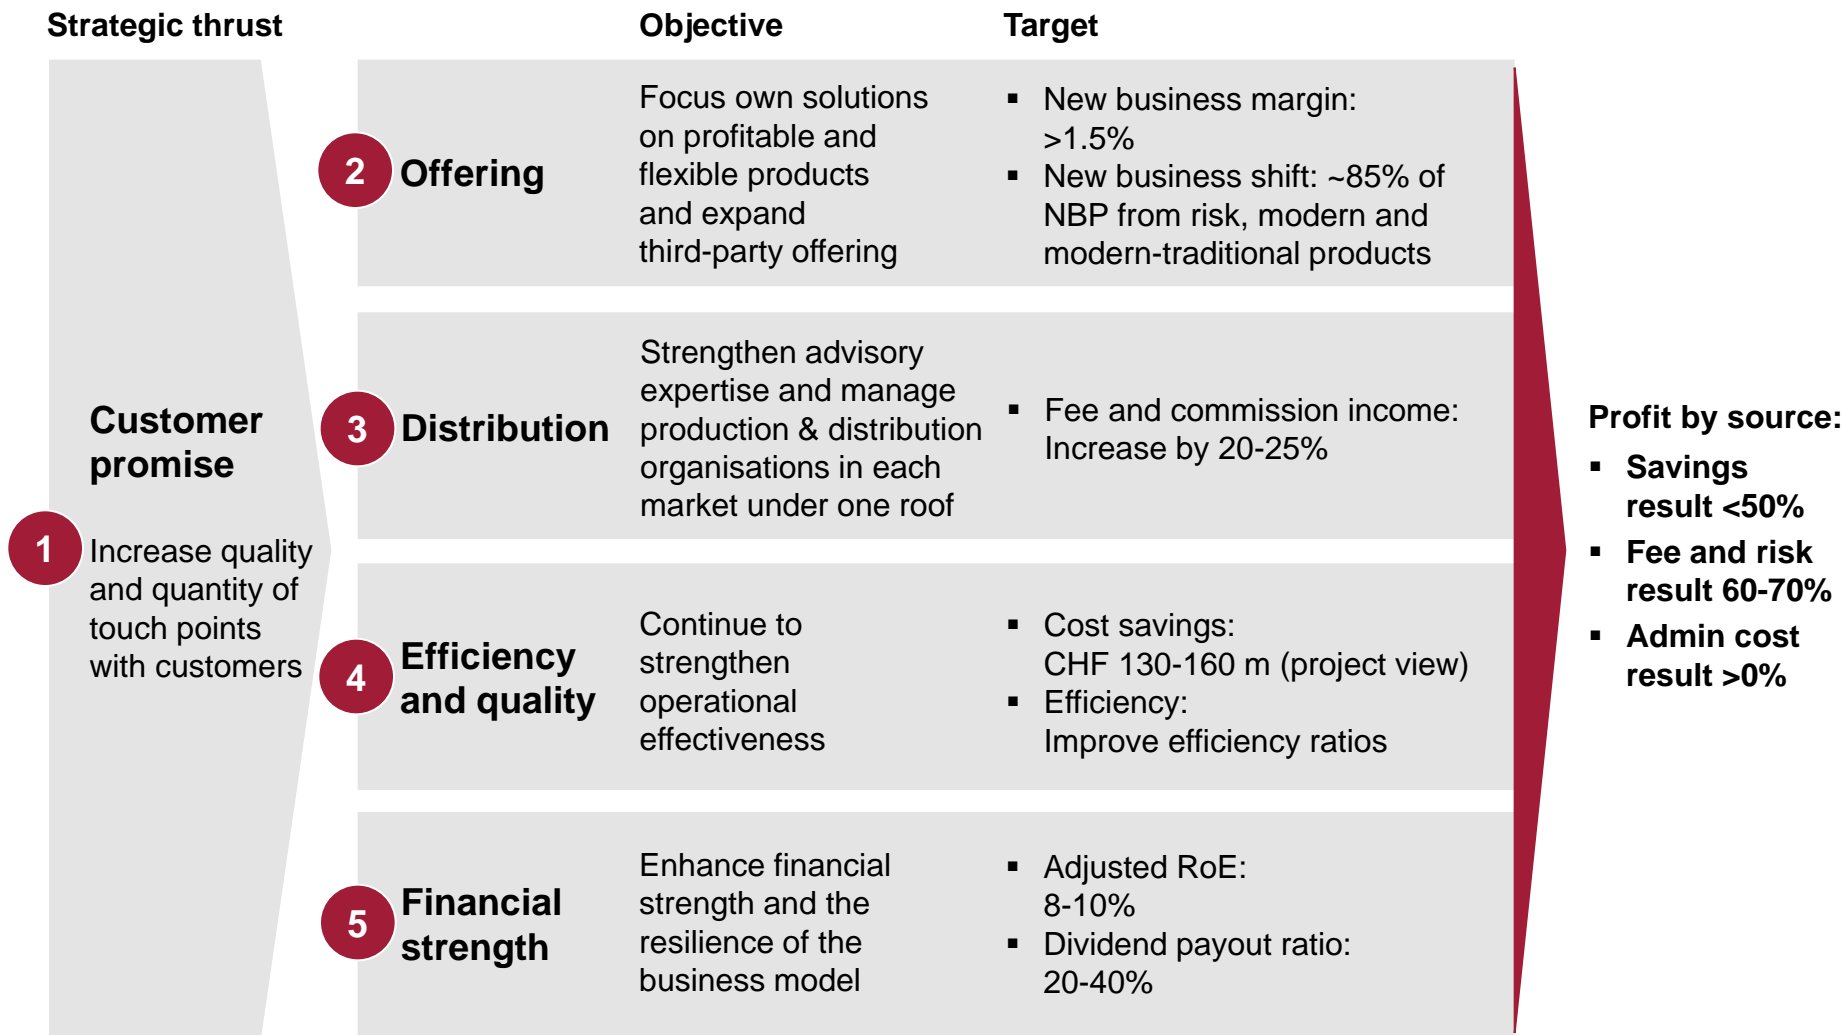 Strategic thrust
Objective
Target
1
Customer
promise
Increase quality
and quantity of
touch points
with customers
2
Offering
Focus own solutions
on profitable and
flexible products
and expand
third-party offering
▪ New business margin:
>1.5%
▪ New business shift: ~85% of
NBP from risk, modern and
modern-traditional products
3
Distribution
Strengthen advisory
expertise and manage
production & distribution
organisations in each
market under one roof
▪ Fee and commission income:
Increase by 20-25%
4
Efficiency
and quality
Continue to
strengthen
operational
effectiveness
▪ Cost savings:
CHF 130-160 m (project view)
▪ Efficiency:
Improve efficiency ratios
5
Financial
strength
Enhance financial
strength and the
resilience of the
business model
▪ Adjusted RoE:
8-10%
▪ Dividend payout ratio:
20-40%
Profit by source:
▪ Savings
result <50%
▪ Fee and risk
result 60-70%
▪ Admin cost
result >0%